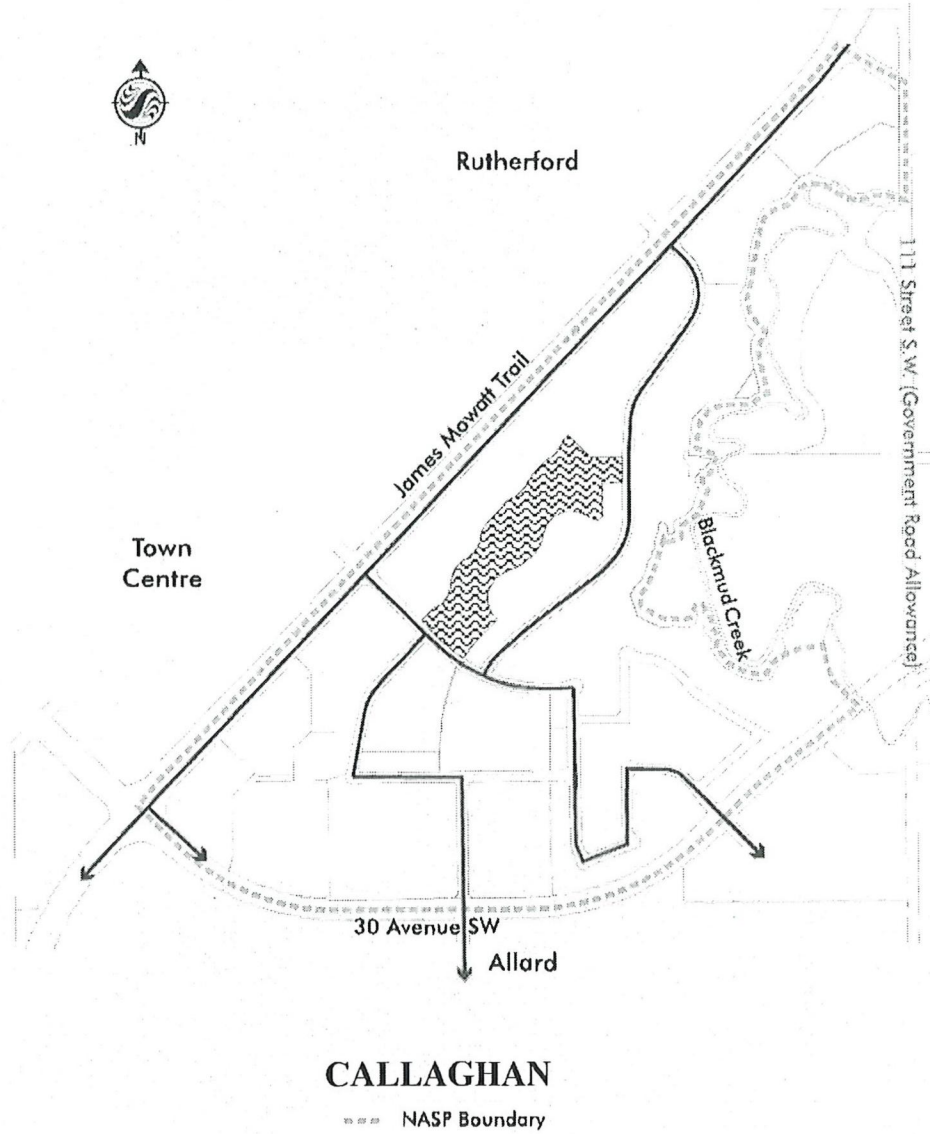 N
Rutherford
James Mowatt Trail
111 Street S.W. (Government Road Allowance)
Town
Centre
Blackmud Creek
30 Avenue SW
Allard
CALLAGHAN
NASP Boundary